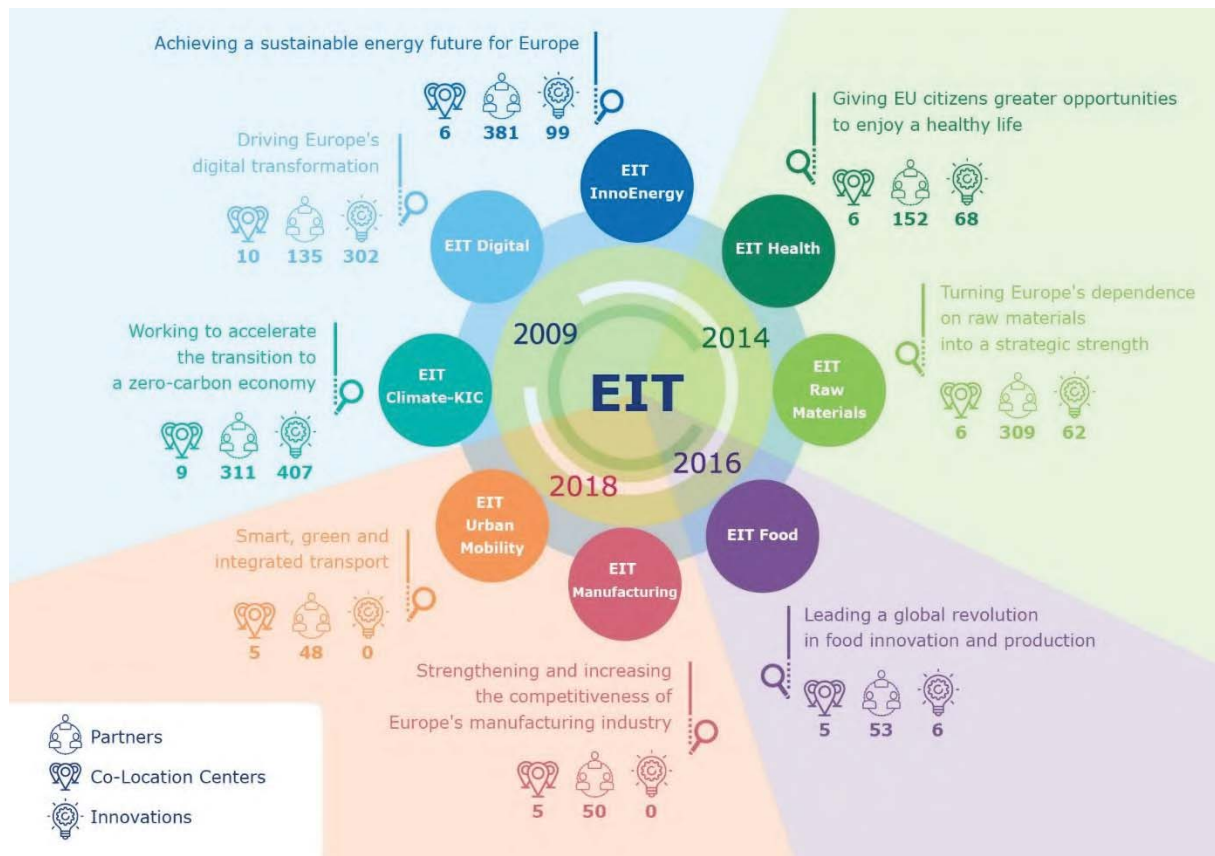 Achieving a sustainable energy future for Europe
6 381 99
EIT
InnoEnergy
Driving Europe's
digital transformation
10 135 302
EIT Digital
Working to accelerate
the transition to
a zero-carbon economy
9 311 407
EIT
Climate-KIC
Smart, green and
integrated transport
5 48 0
EIT
Urban
Mobility
Strengthening and increasing
the competitiveness of
Europe's manufacturing industry
5 50 0
EIT
Manufacturing
Giving EU citizens greater opportunities
to enjoy a healthy life
6 152 68
EIT Health
Turning Europe's dependence
on raw materials
into a strategic strength
6 309 62
EIT
Raw
Materials
Leading a global revolution
in food innovation and production
5 53 6
EIT Food
2009
2014
EIT
2016
2018
Partners
Co-Location Centers
Innovations